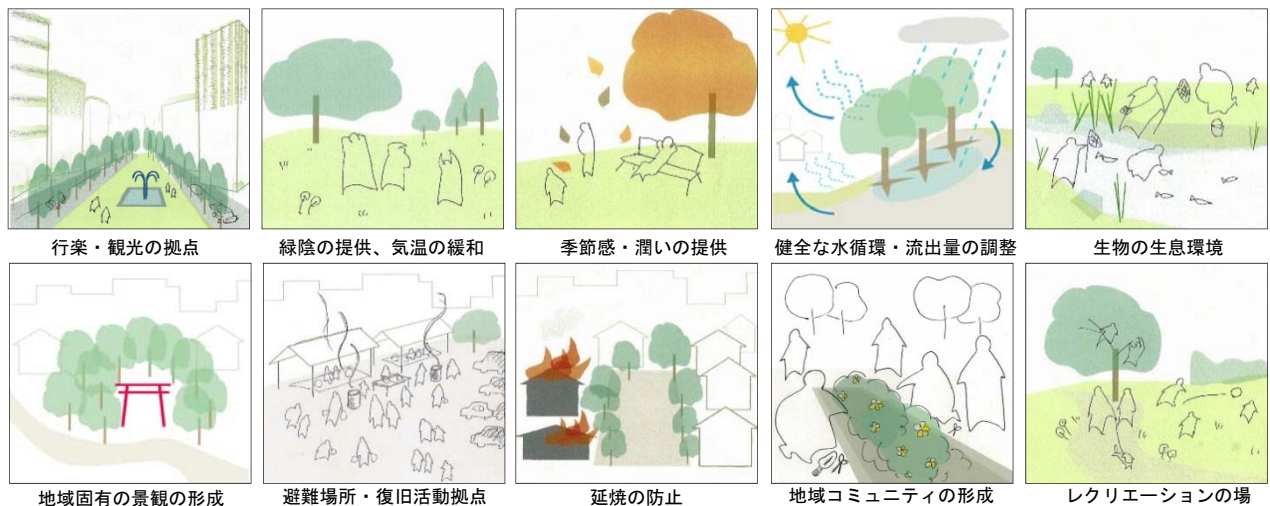 行楽・観光の拠点
緑陰の提供、気温の緩和
季節感・潤いの提供
健全な水循環・流出量の調整
生物の生息環境
地域固有の景観の形成
避難場所・復旧活動拠点
延焼の防止
地域コミュニティの形成
レクリエーションの場